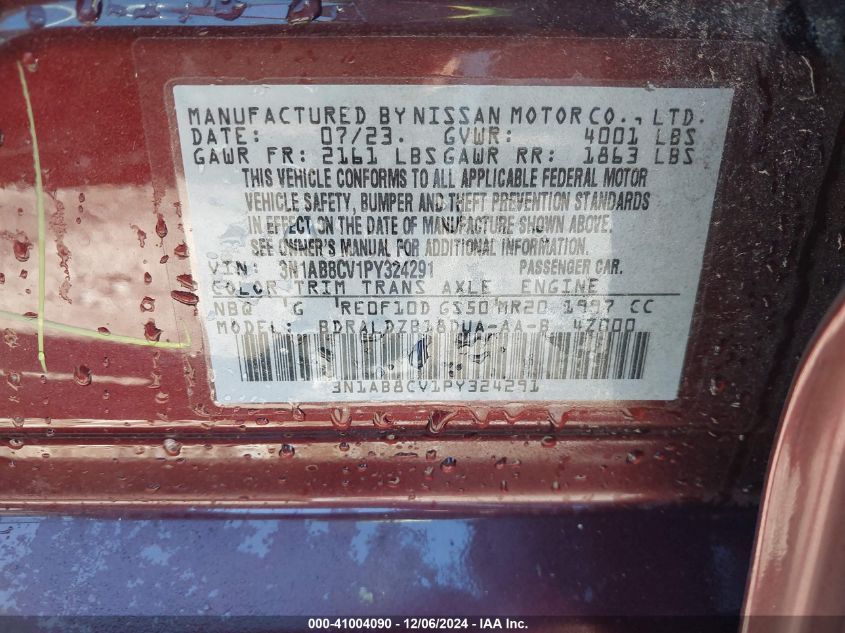 MANUFACTURED BY NISSAN MOTOR CO., LTD.
DATE: 07/23. GVWR: 4001 LBS
GAWR FR: 2161 LBS GAWR RR: 1863 LBS
THIS VEHICLE CONFORMS TO ALL APPLICABLE FEDERAL MOTOR
VEHICLE SAFETY, BUMPER AND THEFT PREVENTION STANDARDS
IN EFFECT ON THE DATE OF MANUFACTURE SHOWN ABOVE.
SEE OWNER'S MANUAL FOR ADDITIONAL INFORMATION.
VIN: 3N1AB8CV1PY324291 PASSENGER CAR.
COLOR TRIM TRANS AXLE ENGINE
NBQ G RE0F10D GS50 MR20 1997 CC
MODEL: BDRALDZB18DUA-AA-B 4Z000
3N1AB8CV1PY324291
000-41004090 - 12/06/2024 - IAA Inc.